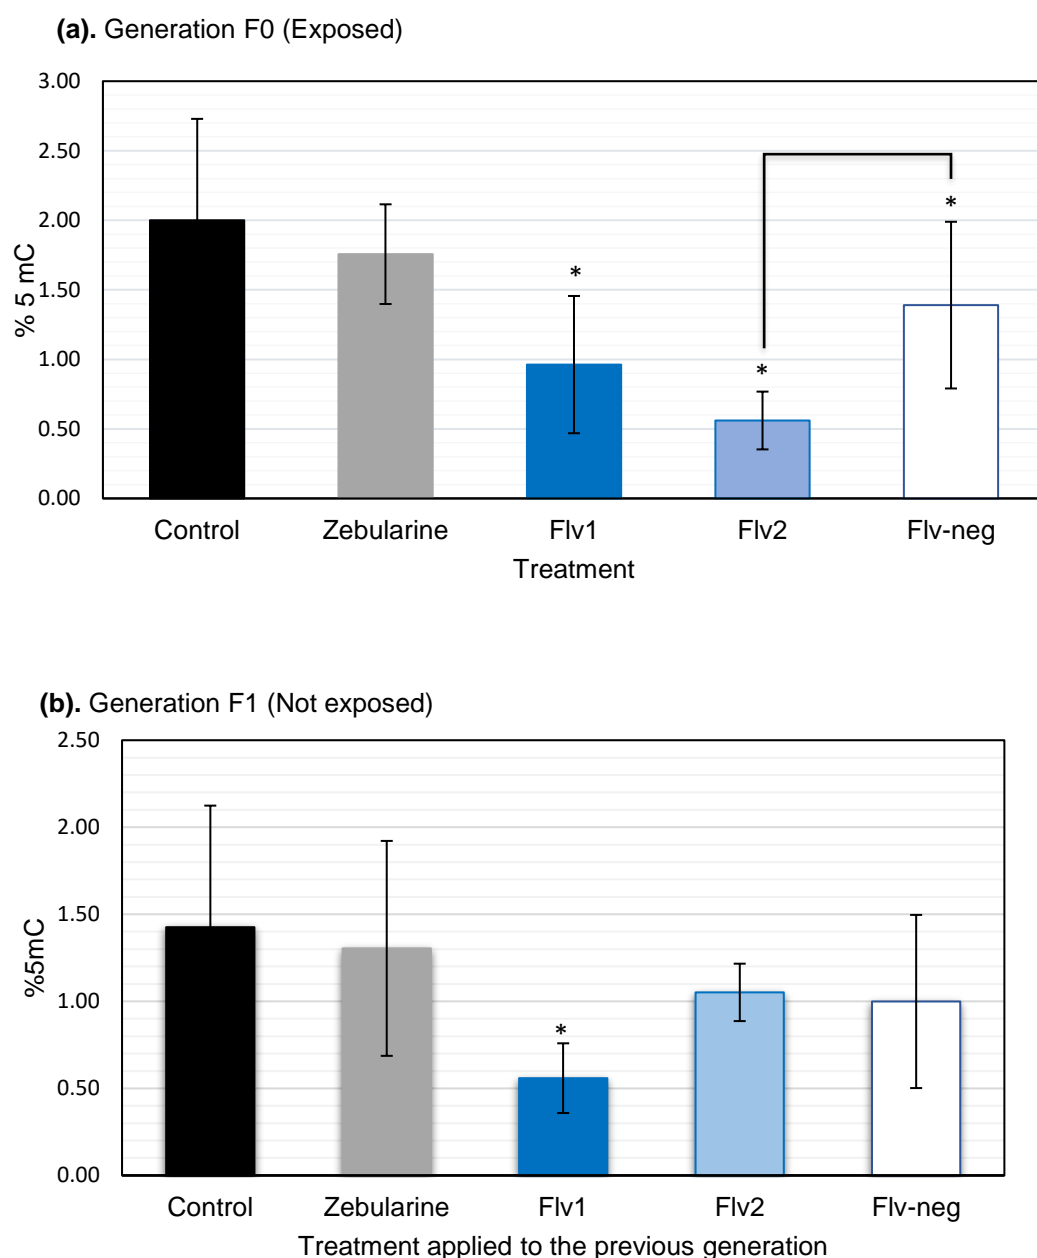 (a). Generation F0 (Exposed)
3.00
2.50
2.00
1.50
1.00
0.50
0.00
% 5 mC
*
*
*
Control Zebularine Flv1 Flv2 Flv-neg
Treatment
(b). Generation F1 (Not exposed)
2.50
2.00
1.50
1.00
0.50
0.00
%5mC
*
Control Zebularine Flv1 Flv2 Flv-neg
Treatment applied to the previous generation